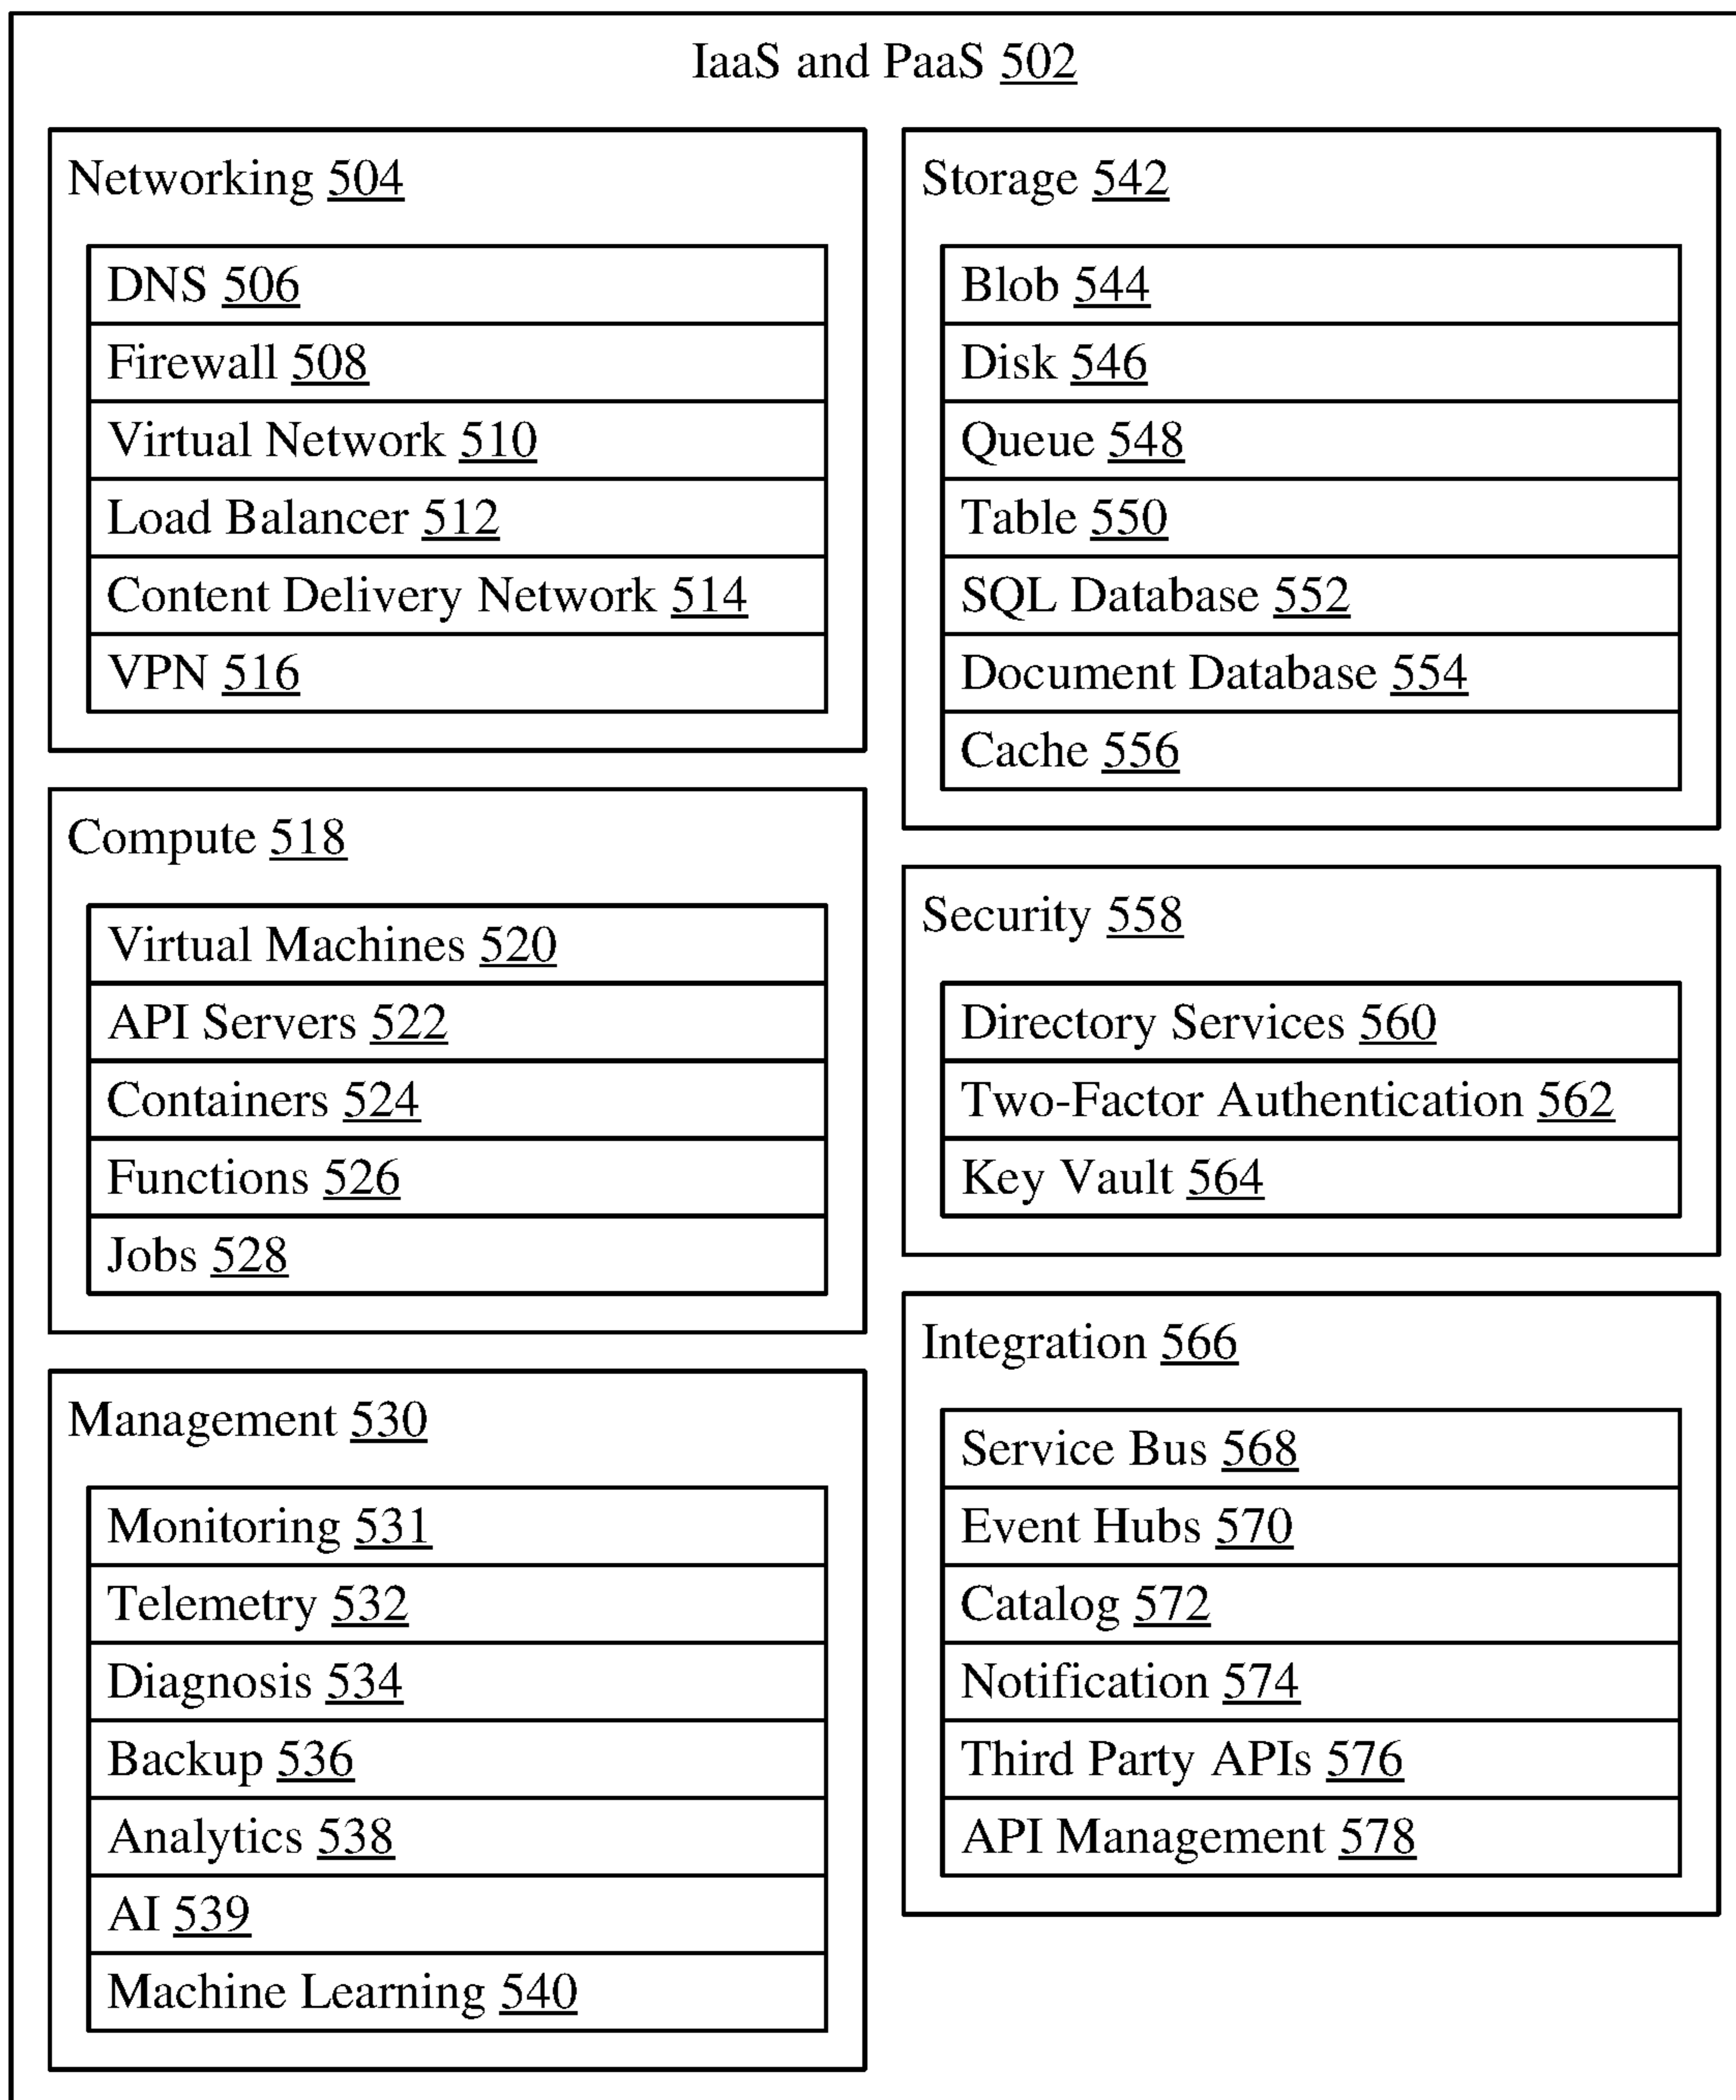 IaaS and PaaS 502
Networking 504
DNS 506
Firewall 508
Virtual Network 510
Load Balancer 512
Content Delivery Network 514
VPN 516
Compute 518
Virtual Machines 520
API Servers 522
Containers 524
Functions 526
Jobs 528
Management 530
Monitoring 531
Telemetry 532
Diagnosis 534
Backup 536
Analytics 538
AI 539
Machine Learning 540
Storage 542
Blob 544
Disk 546
Queue 548
Table 550
SQL Database 552
Document Database 554
Cache 556
Security 558
Directory Services 560
Two-Factor Authentication 562
Key Vault 564
Integration 566
Service Bus 568
Event Hubs 570
Catalog 572
Notification 574
Third Party APIs 576
API Management 578